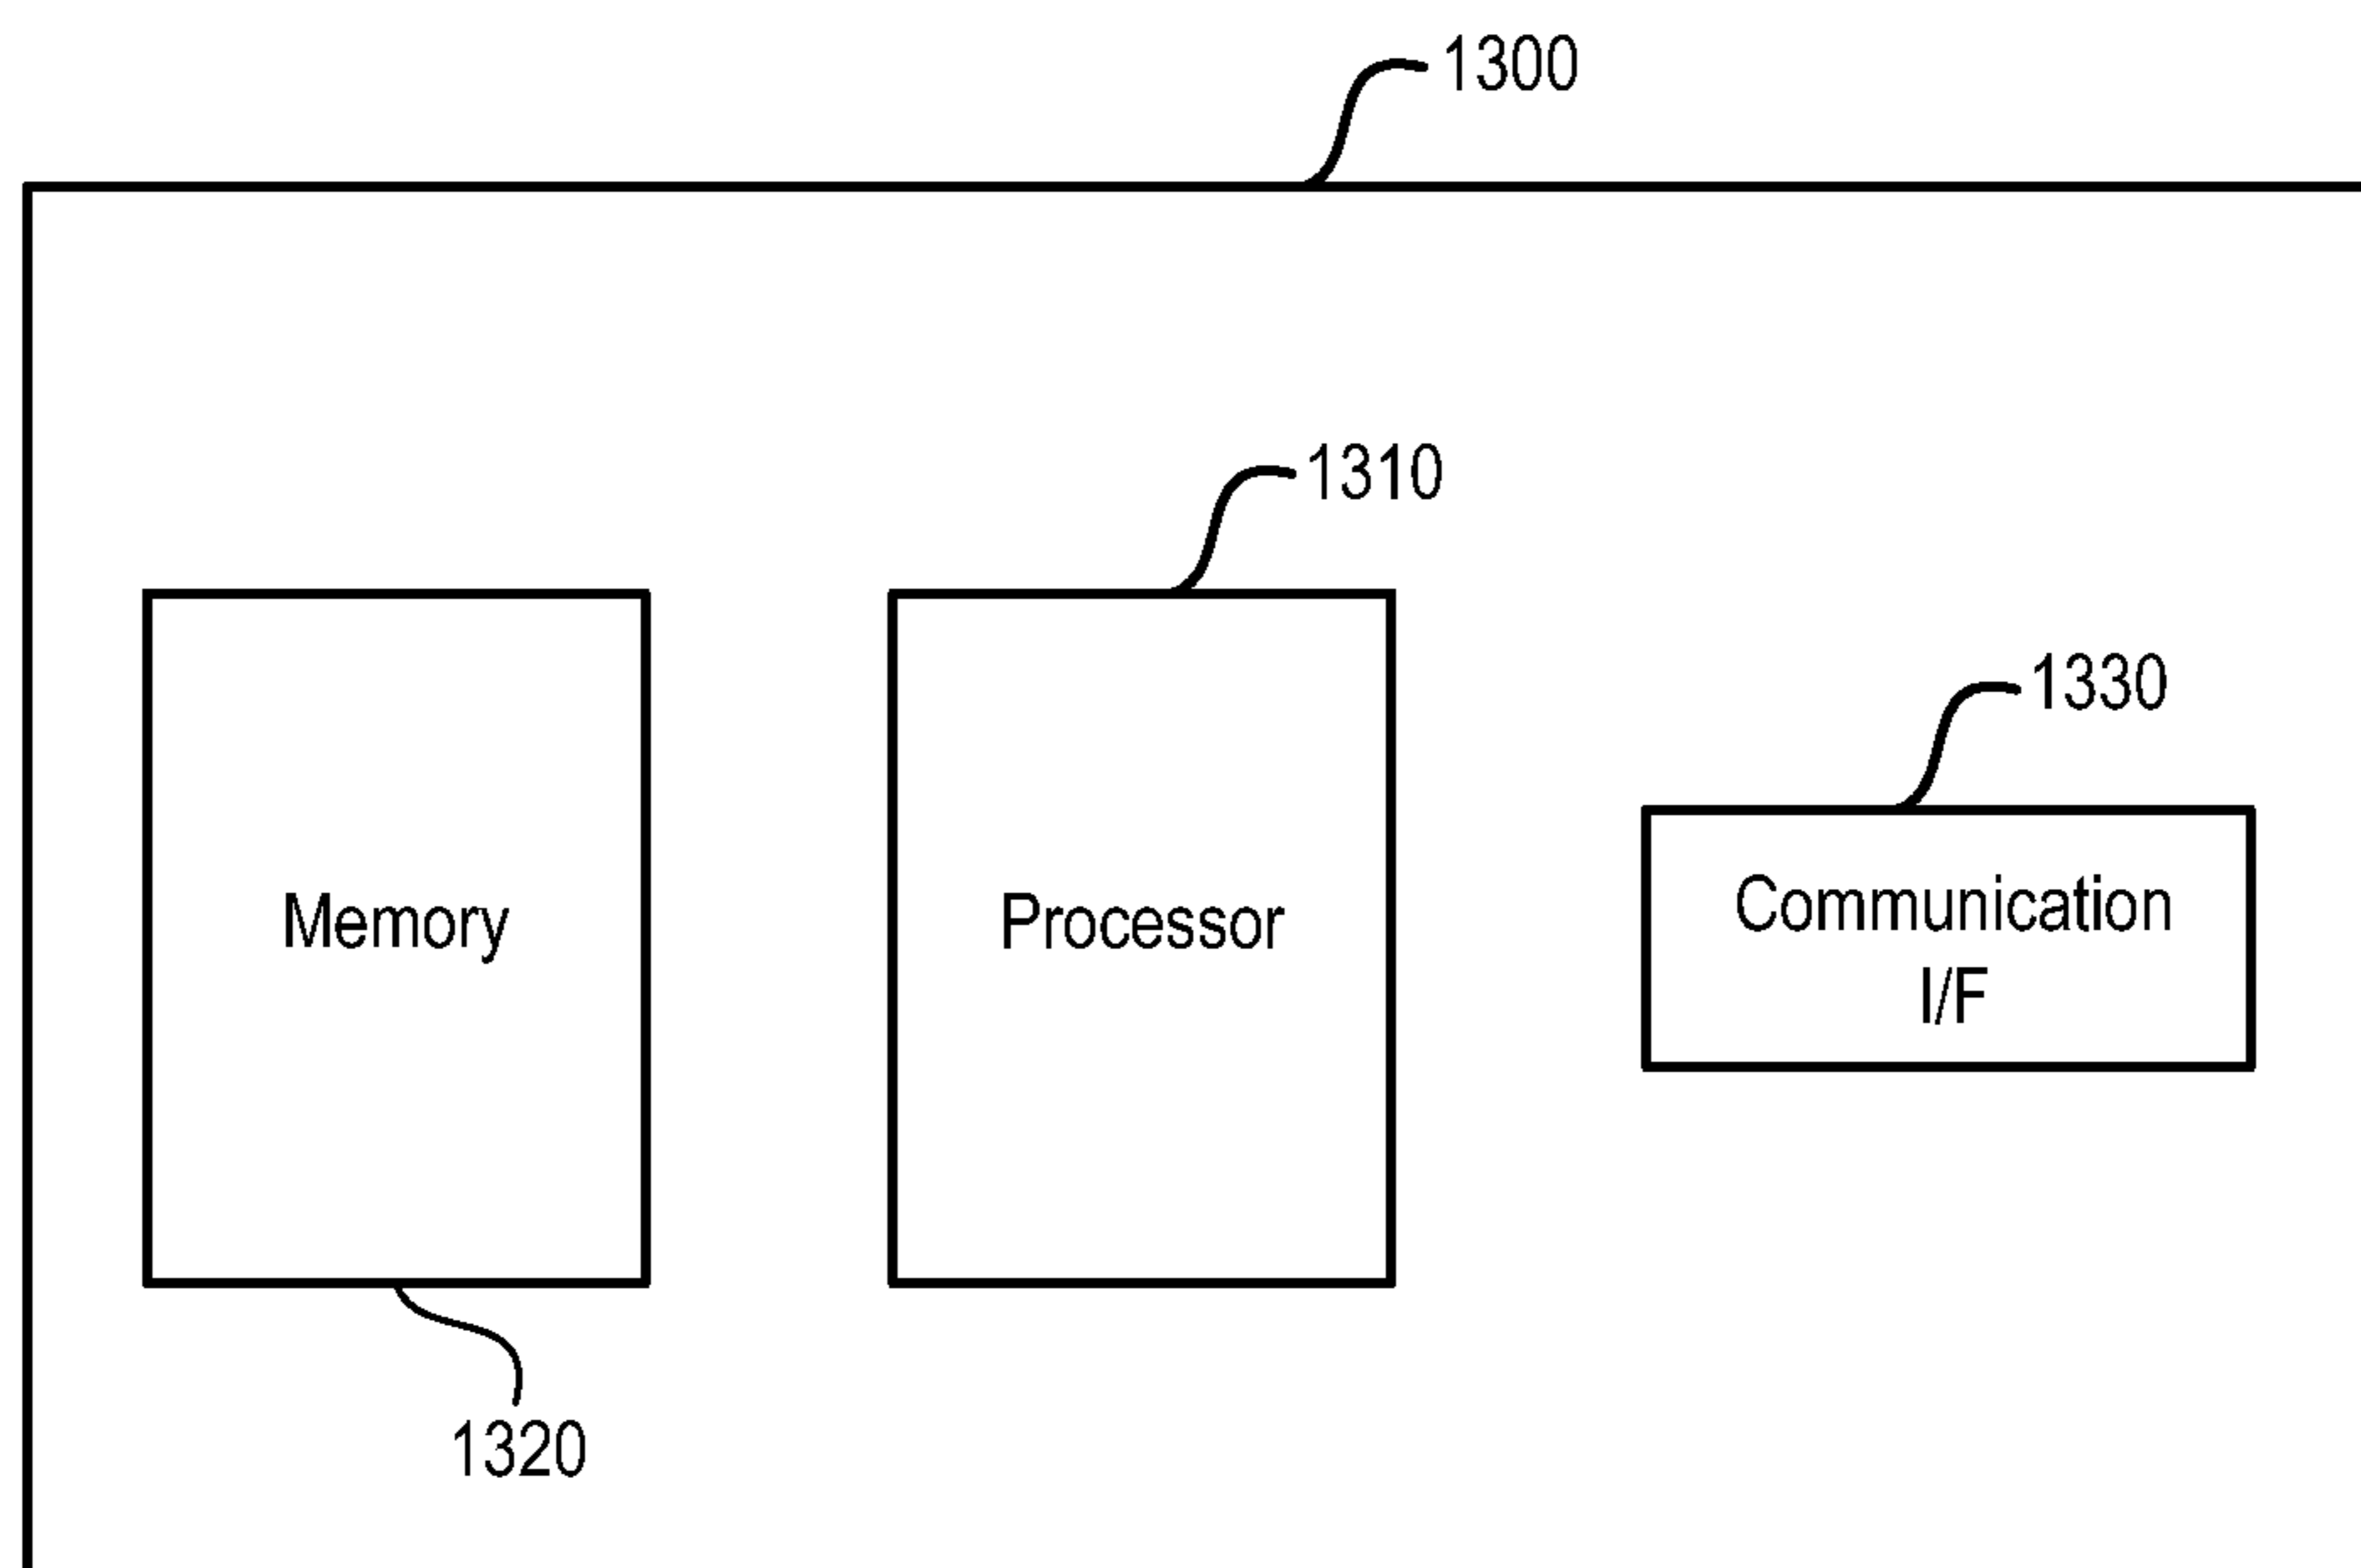 1300
1310
1330
Memory
Processor
Communication
I/F
1320